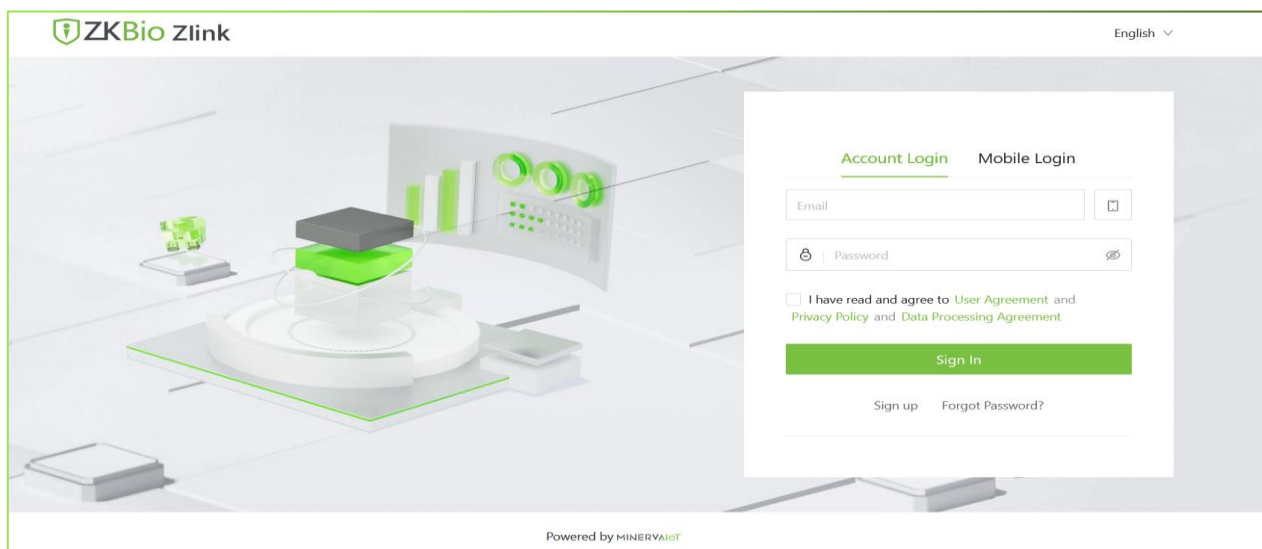 ZKBio Zlink
English
Account Login Mobile Login
Email
Password
I have read and agree to User Agreement and
Privacy Policy and Data Processing Agreement
Sign In
Sign up Forgot Password?
Powered by MINERVAIoT